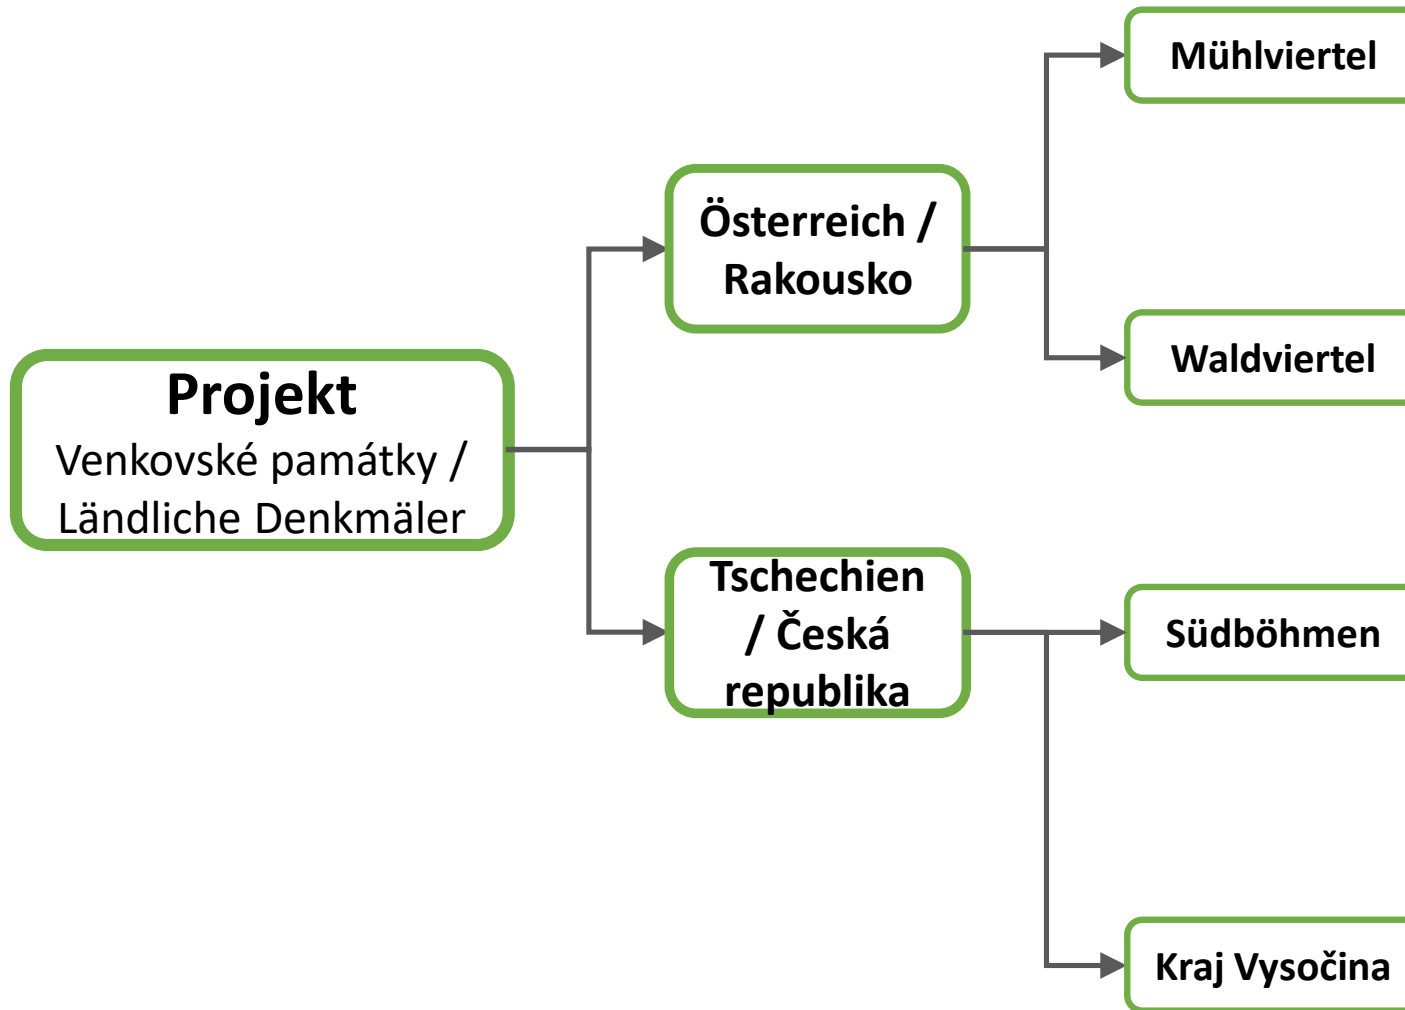 Projekt
Venkovské památky /
Ländliche Denkmäler
Österreich /
Rakousko
Mühlviertel
Waldviertel
Tschechien
/ Česká
republika
Südböhmen
Kraj Vysočina